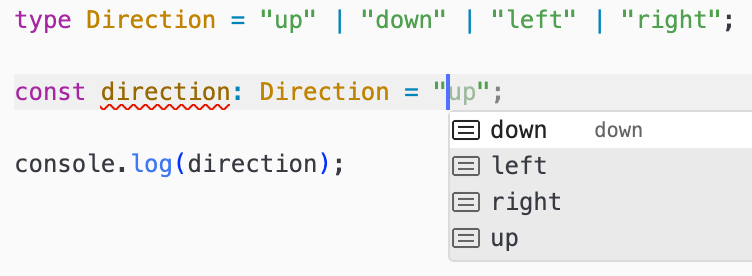 type Direction = "up" | "down" | "left" | "right";
const direction: Direction = "up";
down down
left
console.log(direction);
right
up